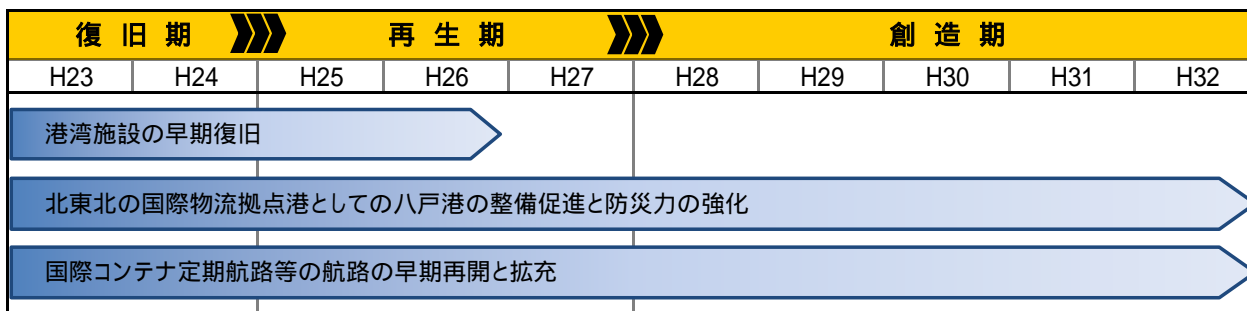 復旧期 再生期 創造期
H23 H24 H25 H26 H27 H28 H29 H30 H31 H32
港湾施設の早期復旧
北東北の国際物流拠点港としての八戸港の整備促進と防災力の強化
国際コンテナ定期航路等の航路の早期再開と拡充